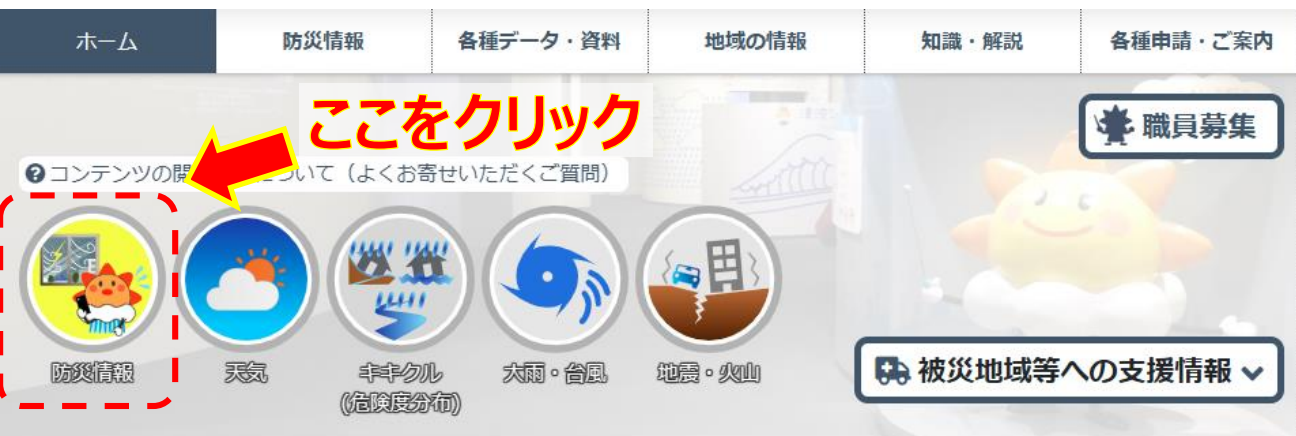 ホーム
防災情報
各種データ・資料
地域の情報
知識・解説
各種申請・ご案内
ここをクリック
職員募集
コンテンツの開 について（よくお寄せいただくご質問）
防災情報
天気
キキクル
(危険度分布)
大雨・台風
地震・火山
被災地域等への支援情報